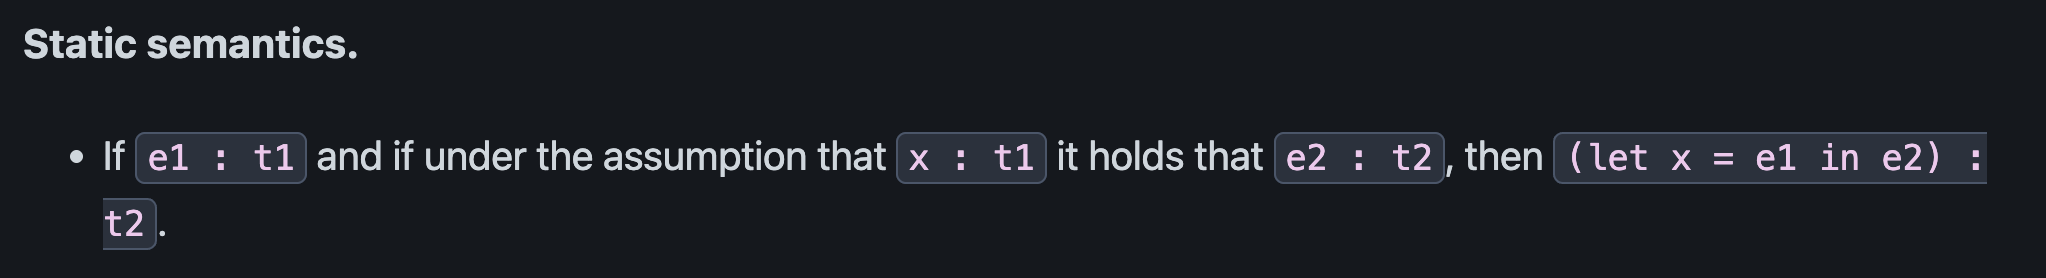 Static semantics.
• If e1 : t1 and if under the assumption that x : t1 it holds that e2 : t2, then (let x = e1 in e2) :
t2.